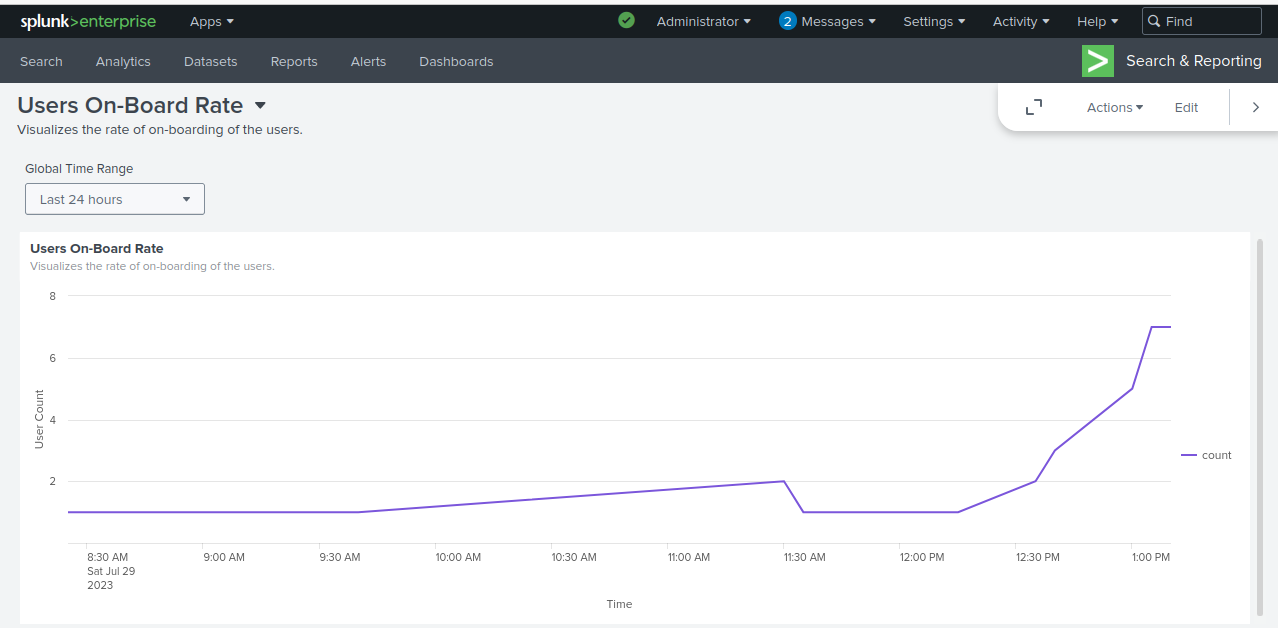 splunk>enterprise Apps Administrator 2 Messages Settings Activity Help Find
Search Analytics Datasets Reports Alerts Dashboards Search & Reporting
Users On-Board Rate Actions Edit
Visualizes the rate of on-boarding of the users.
Global Time Range
Last 24 hours
Users On-Board Rate
Visualizes the rate of on-boarding of the users.
8
6
4
2
User Count
count
8:30 AM 9:00 AM 9:30 AM 10:00 AM 10:30 AM 11:00 AM 11:30 AM 12:00 PM 12:30 PM 1:00 PM
Sat Jul 29
2023
Time